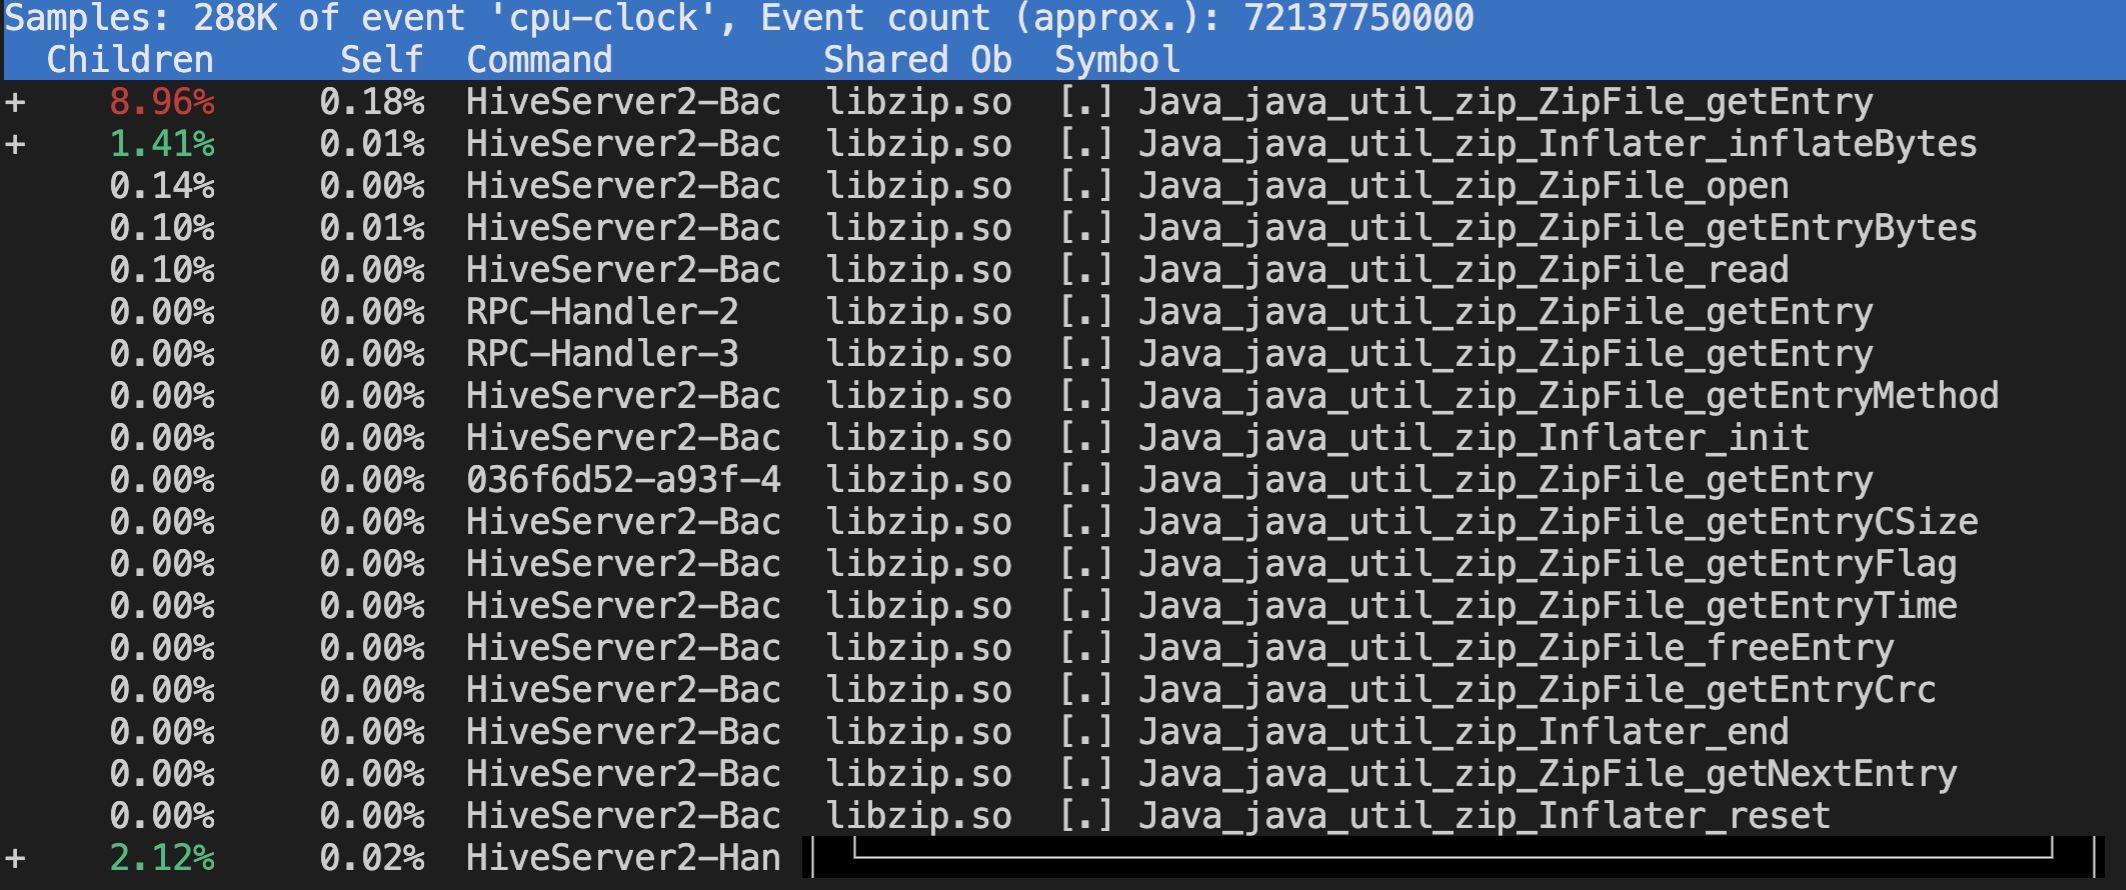 Samples: 288K of event 'cpu-clock', Event count (approx.): 72137750000
Children Self Command Shared Ob Symbol
+ 8.96% 0.18% HiveServer2-Bac libzip.so [.] Java_java_util_zip_ZipFile_getEntry
+ 1.41% 0.01% HiveServer2-Bac libzip.so [.] Java_java_util_zip_Inflater_inflateBytes
0.14% 0.00% HiveServer2-Bac libzip.so [.] Java_java_util_zip_ZipFile_open
0.10% 0.01% HiveServer2-Bac libzip.so [.] Java_java_util_zip_ZipFile_getEntryBytes
0.10% 0.00% HiveServer2-Bac libzip.so [.] Java_java_util_zip_ZipFile_read
0.00% 0.00% RPC-Handler-2 libzip.so [.] Java_java_util_zip_ZipFile_getEntry
0.00% 0.00% RPC-Handler-3 libzip.so [.] Java_java_util_zip_ZipFile_getEntry
0.00% 0.00% HiveServer2-Bac libzip.so [.] Java_java_util_zip_ZipFile_getEntryMethod
0.00% 0.00% HiveServer2-Bac libzip.so [.] Java_java_util_zip_Inflater_init
0.00% 0.00% 036f6d52-a93f-4 libzip.so [.] Java_java_util_zip_ZipFile_getEntry
0.00% 0.00% HiveServer2-Bac libzip.so [.] Java_java_util_zip_ZipFile_getEntryCSize
0.00% 0.00% HiveServer2-Bac libzip.so [.] Java_java_util_zip_ZipFile_getEntryFlag
0.00% 0.00% HiveServer2-Bac libzip.so [.] Java_java_util_zip_ZipFile_getEntryTime
0.00% 0.00% HiveServer2-Bac libzip.so [.] Java_java_util_zip_ZipFile_freeEntry
0.00% 0.00% HiveServer2-Bac libzip.so [.] Java_java_util_zip_ZipFile_getEntryCrc
0.00% 0.00% HiveServer2-Bac libzip.so [.] Java_java_util_zip_Inflater_end
0.00% 0.00% HiveServer2-Bac libzip.so [.] Java_java_util_zip_ZipFile_getNextEntry
0.00% 0.00% HiveServer2-Bac libzip.so [.] Java_java_util_zip_Inflater_reset
+ 2.12% 0.02% HiveServer2-Han